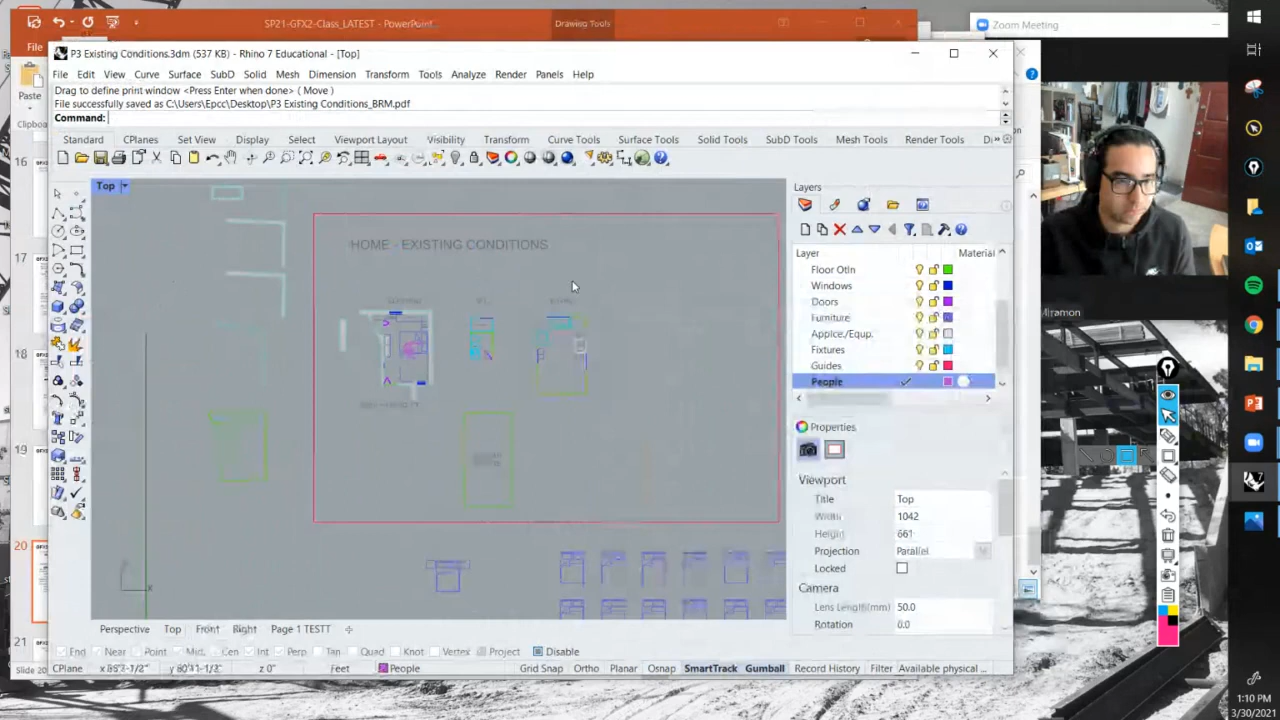 SP21-GFX2-Class_LATEST - PowerPoint
Drawing Tools
Zoom Meeting
File
P3 Existing Conditions.3dm (537 KB) - Rhino 7 Educational - [Top]
File Edit View Curve Surface SubD Solid Mesh Dimension Transform Tools Analyze Render Panels Help
Paste
Drag to define print window <Press Enter when done> ( Move )
File successfully saved as C:\Users\Epcc\Desktop\P3 Existing Conditions_BRM.pdf
Command:
Clipboard
Standard CPlanes Set View Display Select Viewport Layout Visibility Transform Curve Tools Surface Tools Solid Tools SubD Tools Mesh Tools Render Tools
16
17
18
19
20
21
Top
HOME - EXISTING CONDITIONS
Layers
Layer Material
Floor Otln
Windows
Doors
Furniture
Applce./Equp.
Fixtures
Guides
People
Properties
Viewport
Title Top
Width 1042
Height 661
Projection Parallel
Locked
Camera
Lens Length(mm) 50.0
Rotation 0.0
x
Perspective Top Front Right Page 1 TESTT
End Near Point Mid Cen Int Perp Tan Quad Knot Vertex Project Disable
CPlane z 0" Feet People Grid Snap Ortho Planar Osnap SmartTrack Gumball Record History Filter Available physical
1:10 PM
3/30/2021